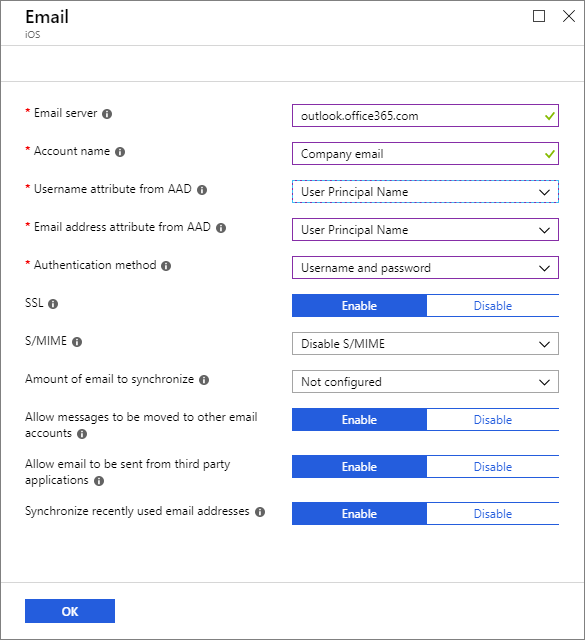 Email
iOS
* Email server
outlook.office365.com
* Account name
Company email
* Username attribute from AAD
User Principal Name
* Email address attribute from AAD
User Principal Name
* Authentication method
Username and password
SSL
Enable Disable
S/MIME
Disable S/MIME
Amount of email to synchronize
Not configured
Allow messages to be moved to other email
accounts
Enable Disable
Allow email to be sent from third party
applications
Enable Disable
Synchronize recently used email addresses
Enable Disable
OK